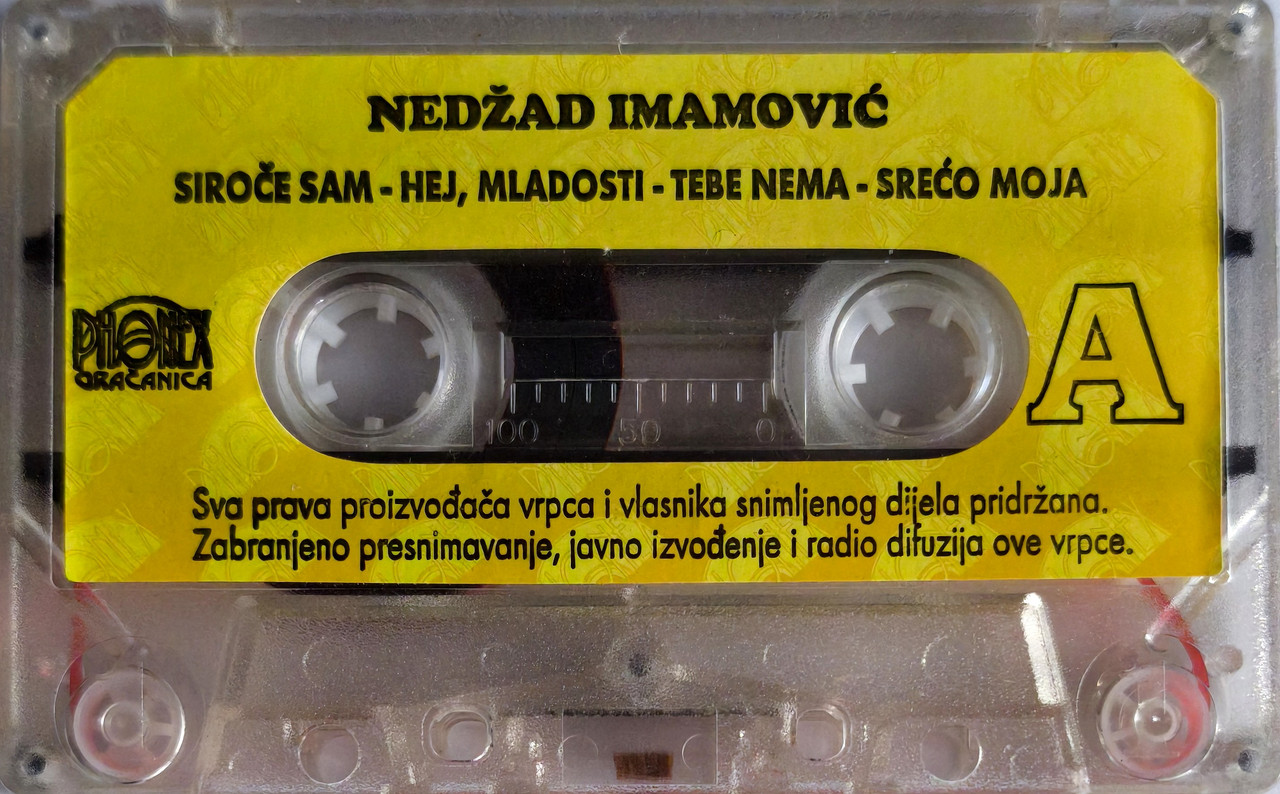 NEDŽAD IMAMOVIĆ
SIROČE SAM - HEJ, MLADOSTI - TEBE NEMA - SREĆO MOJA
PHONEX
GRAČANICA
A
100 50 0
Sva prava proizvođača vrpca i vlasnika snimljenog dijela pridržana.
Zabranjeno presnimavanje, javno izvođenje i radio difuzija ove vrpce.